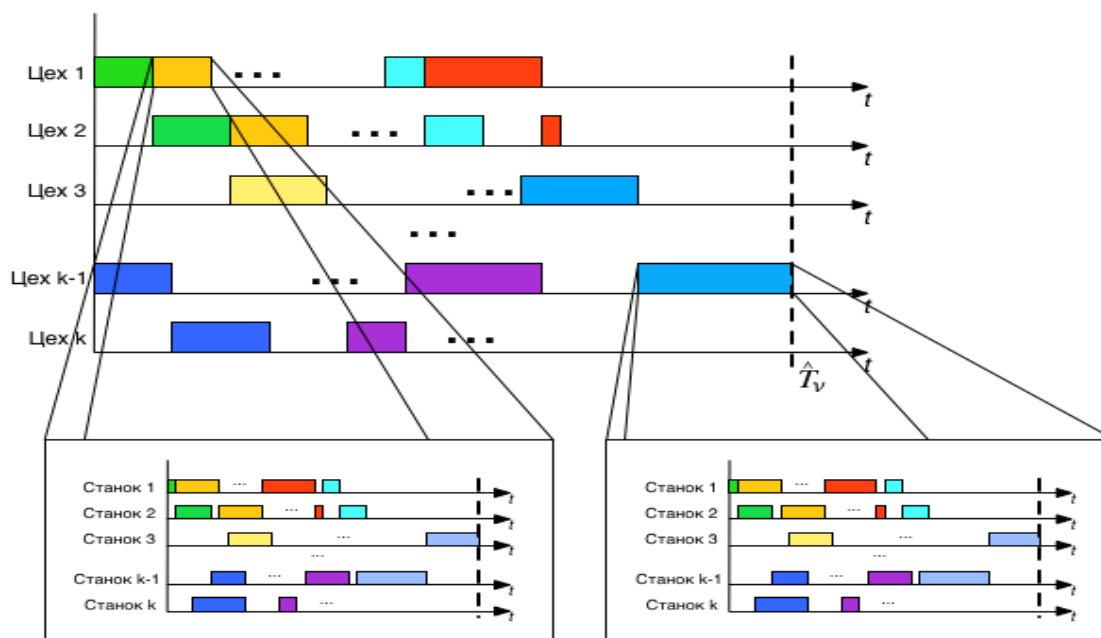 Цех 1
t
Цех 2
t
Цех 3
t
Цех k-1
t
Цех k
t
T̂ᵥ
Станок 1
...
t
Станок 2
...
t
Станок 3
...
t
...
Станок k-1
...
t
Станок k
...
t
Станок 1
...
t
Станок 2
...
t
Станок 3
...
t
...
Станок k-1
...
t
Станок k
...
t